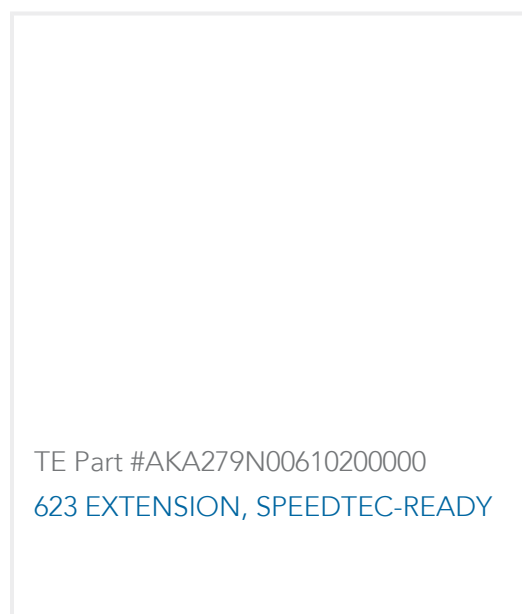 TE Part #AKA279N00610200000
623 EXTENSION, SPEEDTEC-READY